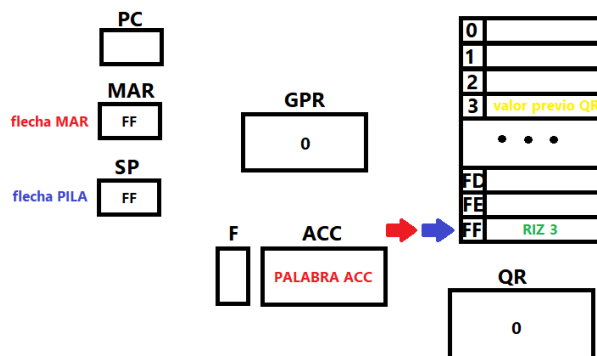 PC
MAR
flecha MAR
FF
SP
flecha PILA
FF
GPR
0
F
ACC
PALABRA ACC
0
1
2
3 valor previo QR
FD
FE
FF RIZ 3
QR
0